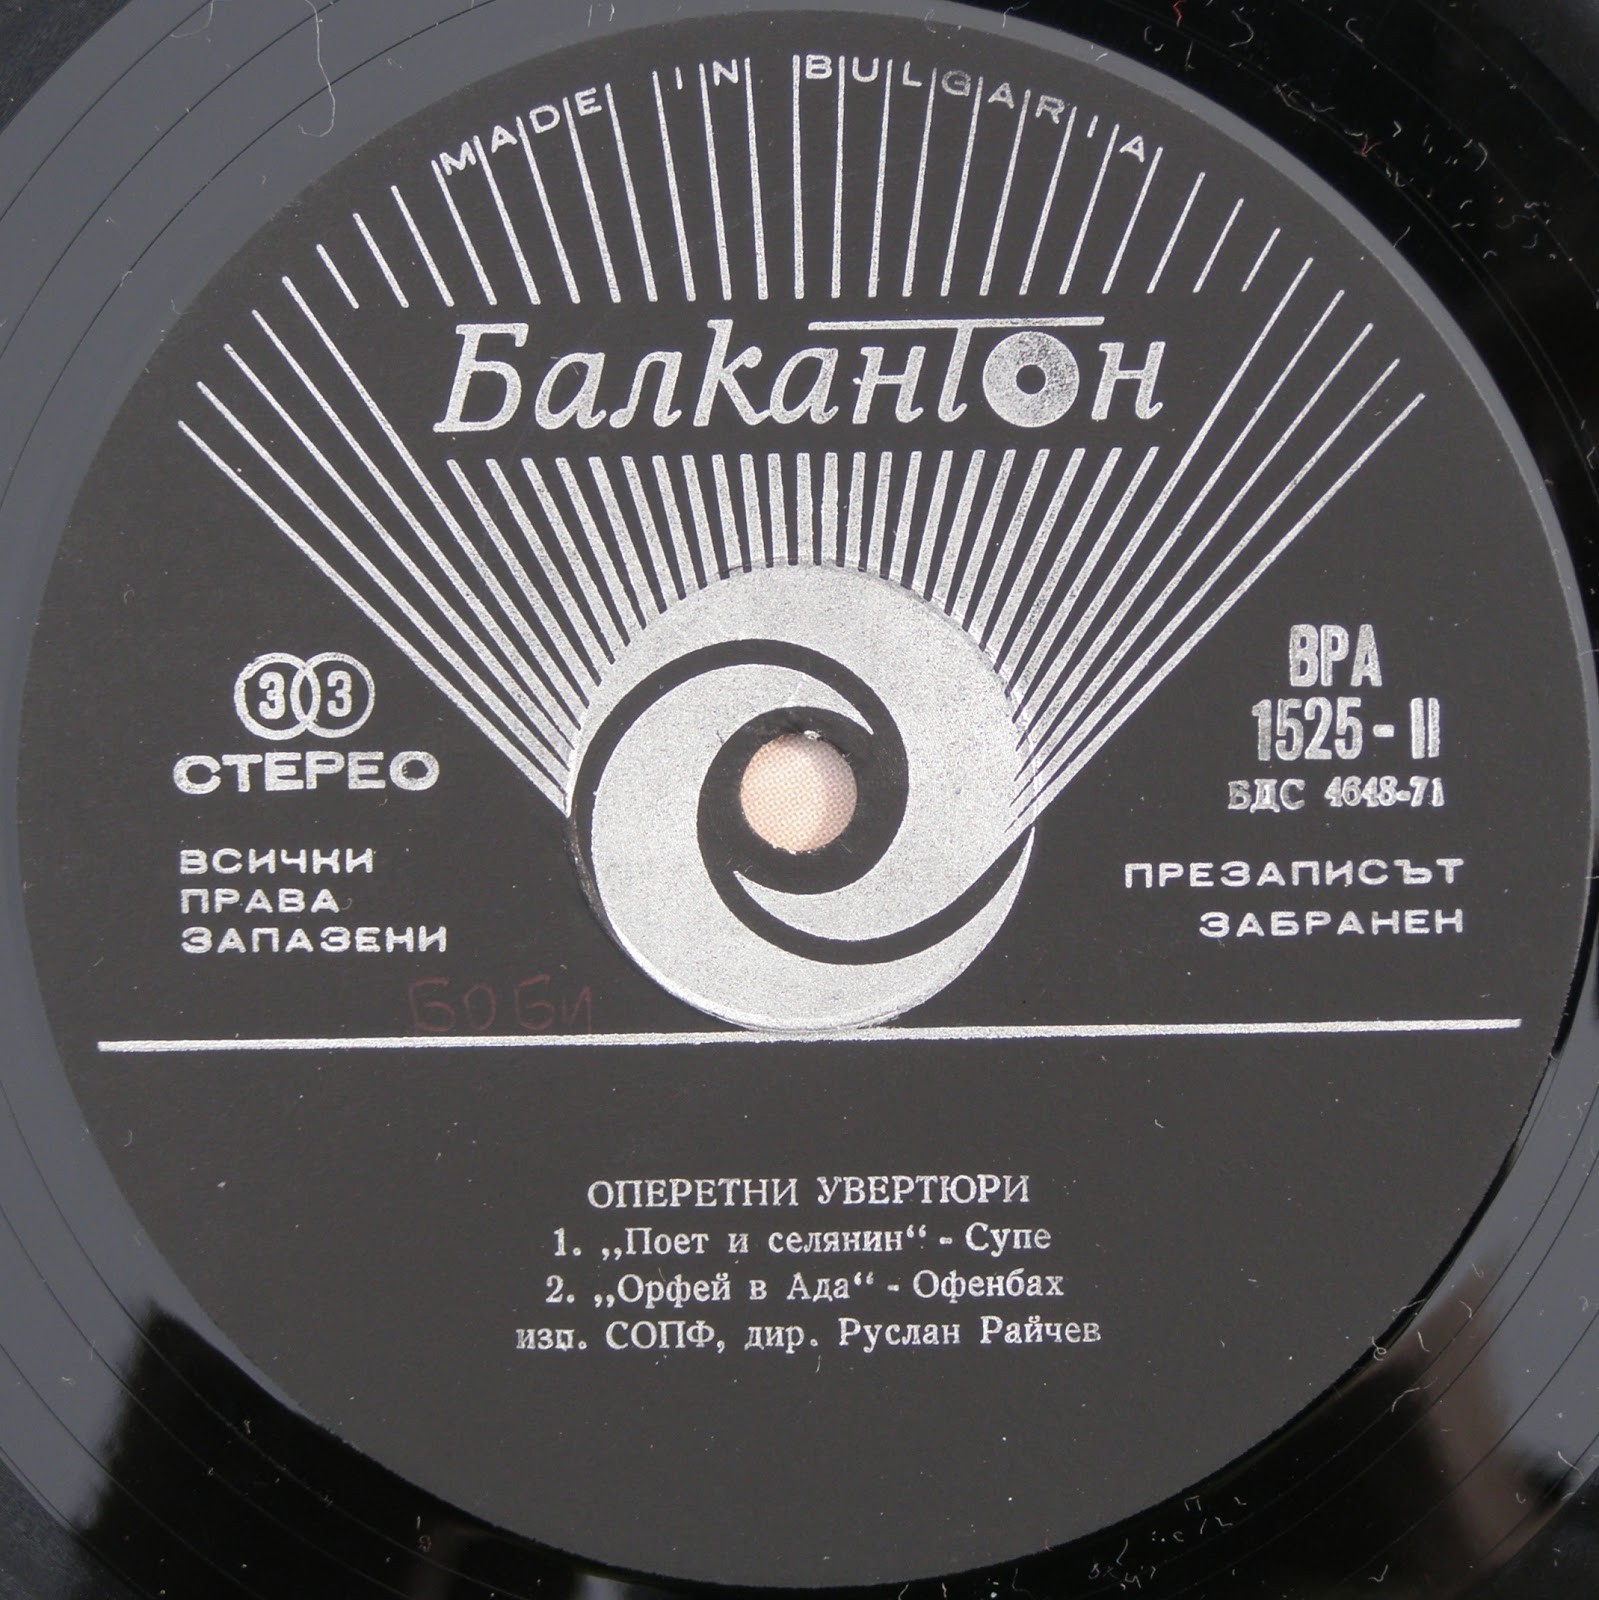 MADE IN BULGARIA
Балкантон
33
СТЕРЕО
ВСИЧКИ
ПРАВА
ЗАПАЗЕНИ
ВРА
1525-II
БДС 4648-71
ПРЕЗАПИСЪТ
ЗАБРАНЕН
БОБИ
ОПЕРЕТНИ УВЕРТЮРИ
1. „Поет и селянин“ - Супе
2. „Орфей в Ада“ - Офенбах
изп. СОПФ, дир. Руслан Райчев